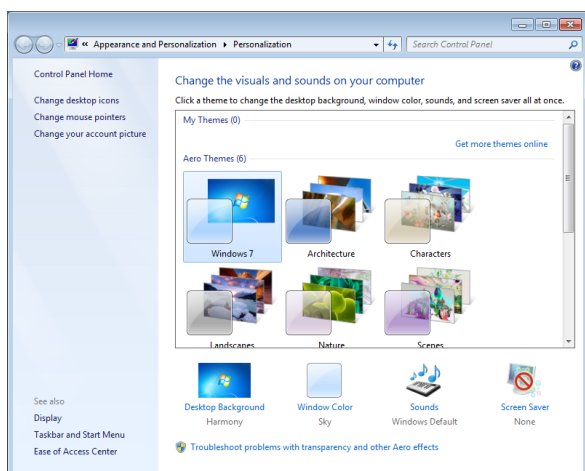 « Appearance and Personalization Personalization
Search Control Panel
Control Panel Home
Change desktop icons
Change mouse pointers
Change your account picture
See also
Display
Taskbar and Start Menu
Ease of Access Center
Change the visuals and sounds on your computer
Click a theme to change the desktop background, window color, sounds, and screen saver all at once.
My Themes (0)
Get more themes online
Aero Themes (6)
Windows 7
Architecture
Characters
Landscapes
Nature
Scenes
Desktop Background
Harmony
Window Color
Sky
Sounds
Windows Default
Screen Saver
None
Troubleshoot problems with transparency and other Aero effects